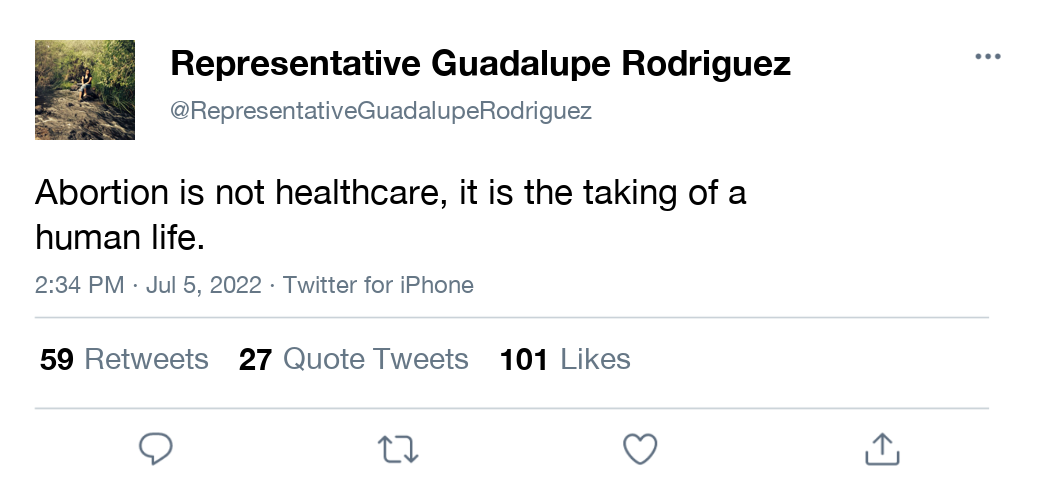 Representative Guadalupe Rodriguez
@RepresentativeGuadalupeRodriguez
Abortion is not healthcare, it is the taking of a
human life.
2:34 PM · Jul 5, 2022 · Twitter for iPhone
59 Retweets 27 Quote Tweets 101 Likes